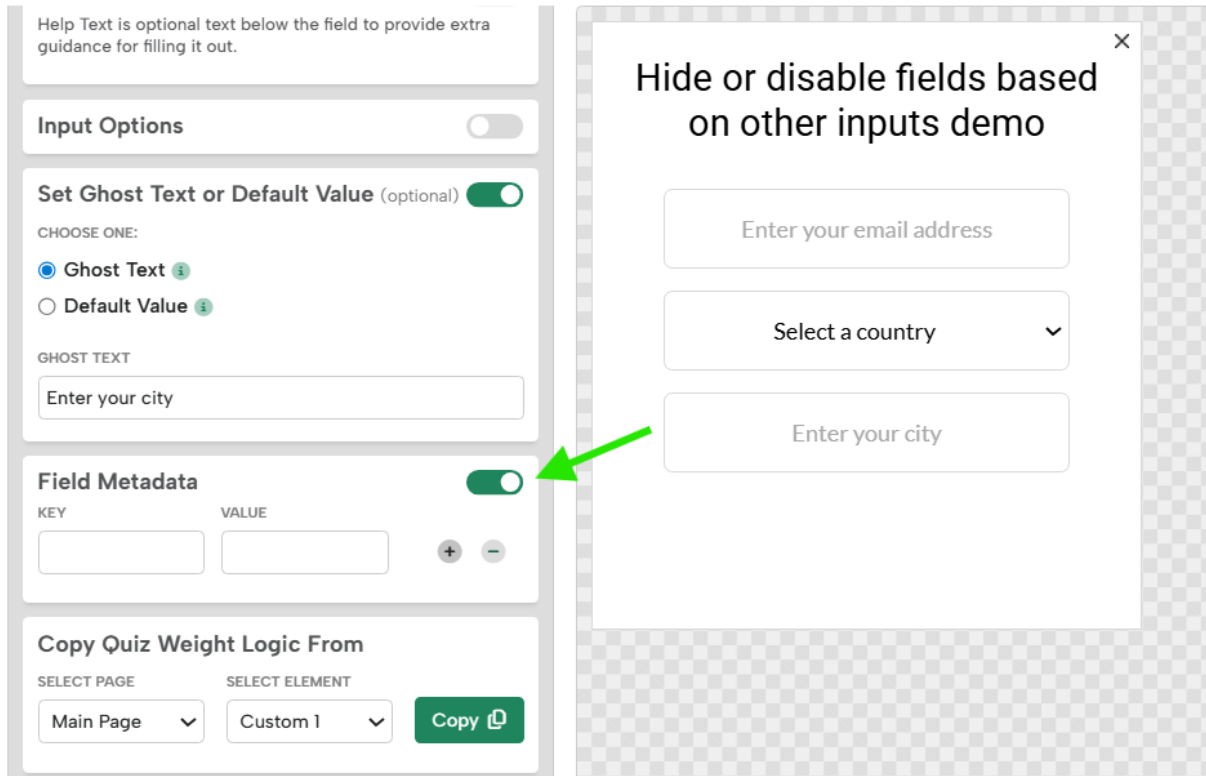 Help Text is optional text below the field to provide extra
guidance for filling it out.
Input Options
Set Ghost Text or Default Value (optional)
CHOOSE ONE:
Ghost Text i
Default Value i
GHOST TEXT
Enter your city
Field Metadata
KEY VALUE
+ −
Copy Quiz Weight Logic From
SELECT PAGE SELECT ELEMENT
Main Page Custom 1 Copy
×
Hide or disable fields based
on other inputs demo
Enter your email address
Select a country
Enter your city